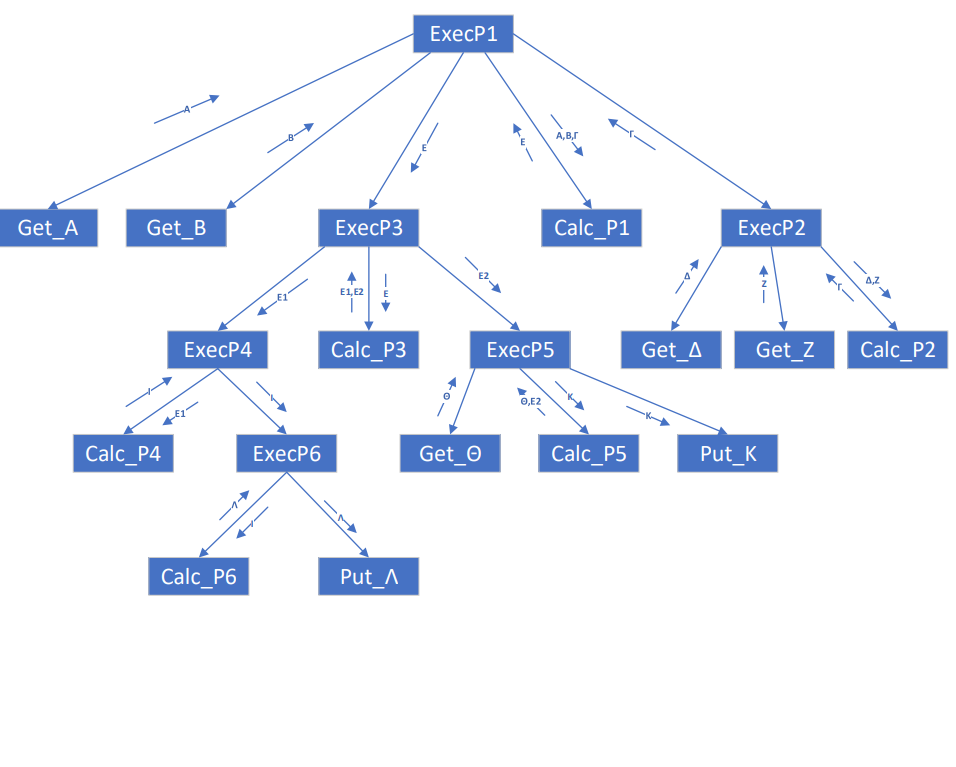 ExecP1
A
B
E
E
A,B,Γ
Γ
Get_A
Get_B
ExecP3
Calc_P1
ExecP2
E1
E1,E2
E
E2
Δ
Z
Γ
Δ,Z
ExecP4
Calc_P3
ExecP5
Get_Δ
Get_Z
Calc_P2
I
E1
I
Θ
Θ,E2
K
K
Calc_P4
ExecP6
Get_Θ
Calc_P5
Put_K
Λ
I
Λ
Calc_P6
Put_Λ